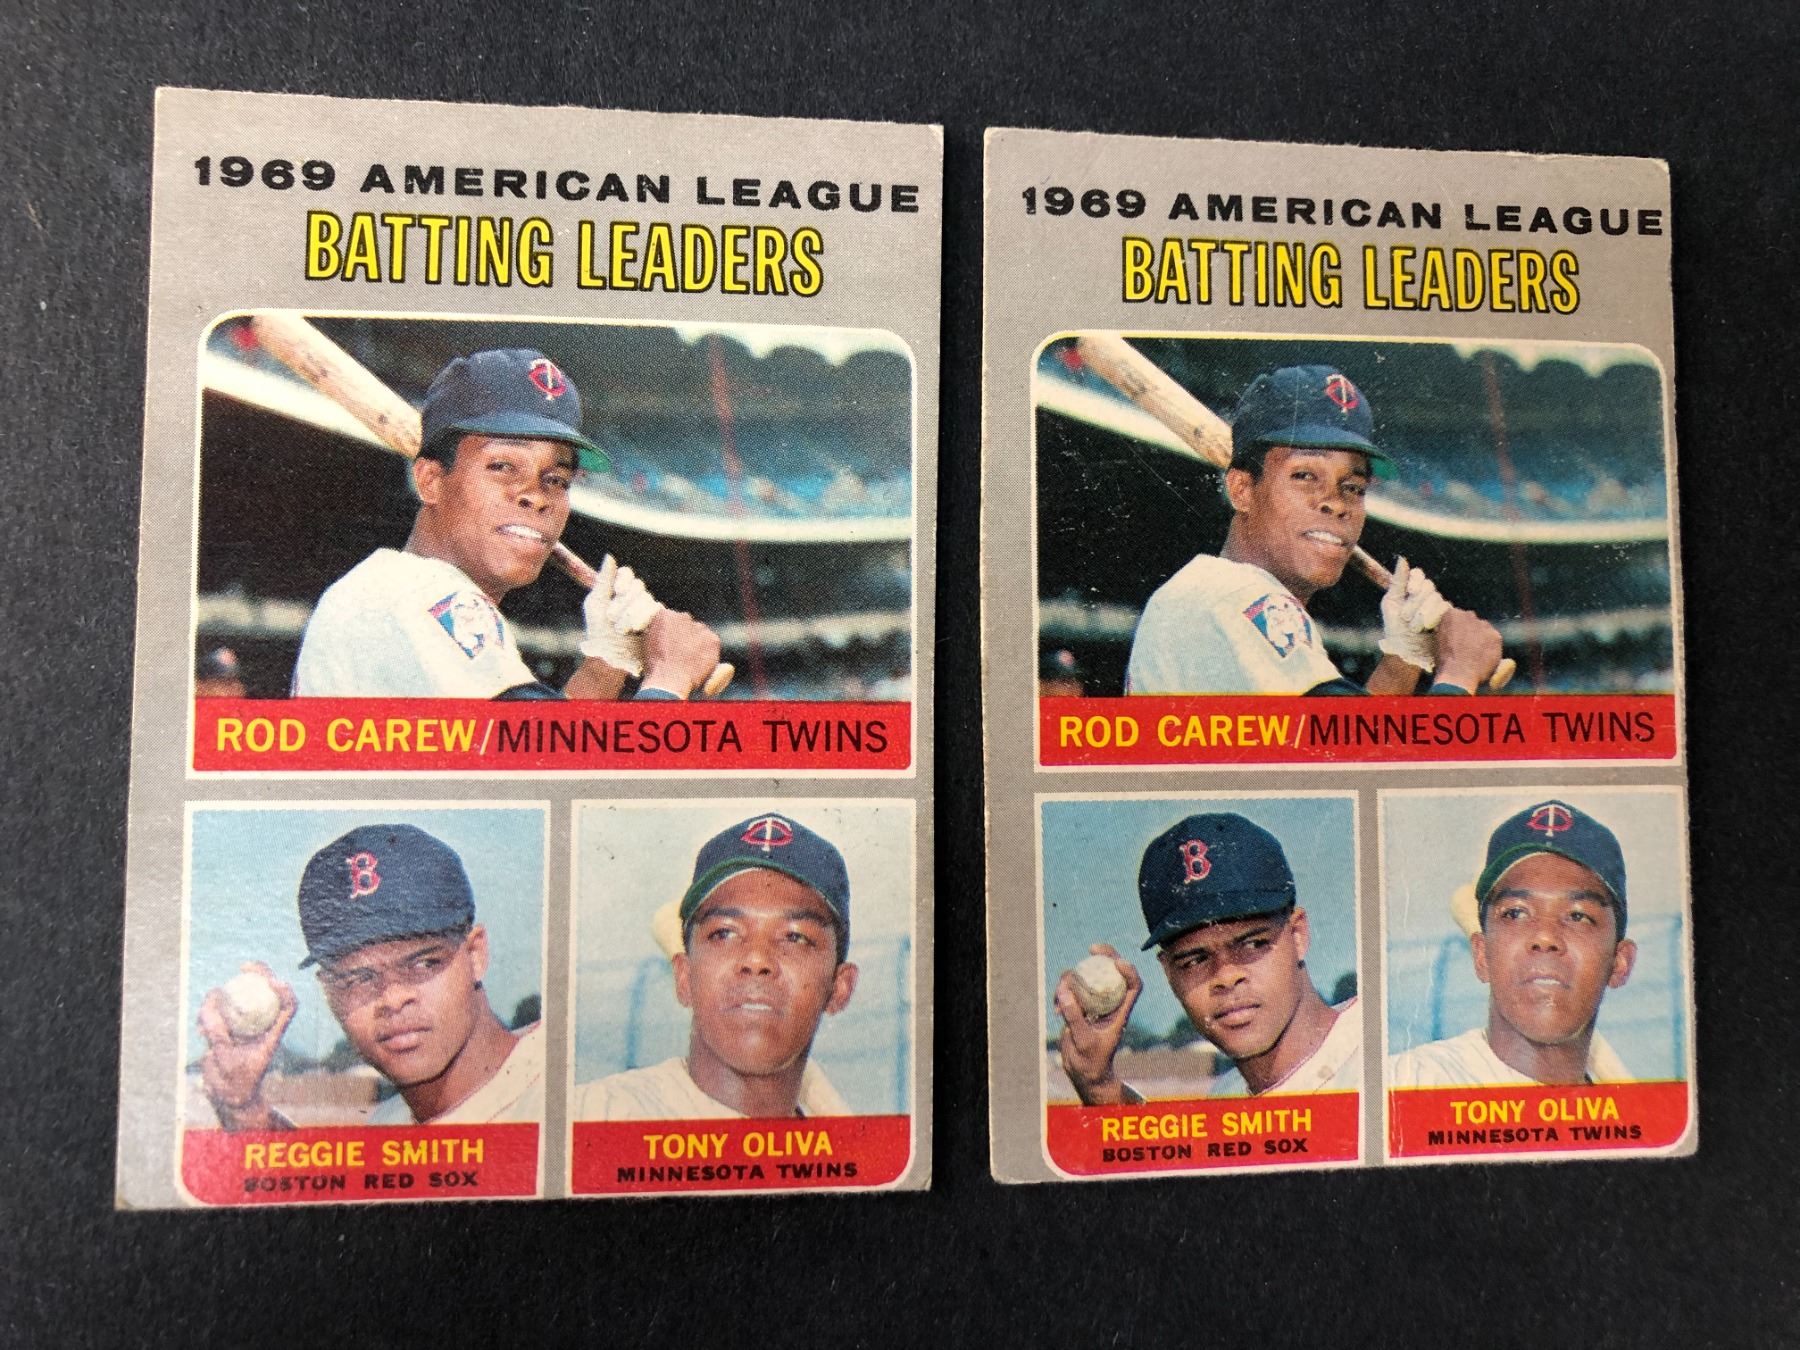 1969 AMERICAN LEAGUE
BATTING LEADERS
ROD CAREW/MINNESOTA TWINS
REGGIE SMITH
BOSTON RED SOX
TONY OLIVA
MINNESOTA TWINS
1969 AMERICAN LEAGUE
BATTING LEADERS
ROD CAREW/MINNESOTA TWINS
REGGIE SMITH
BOSTON RED SOX
TONY OLIVA
MINNESOTA TWINS